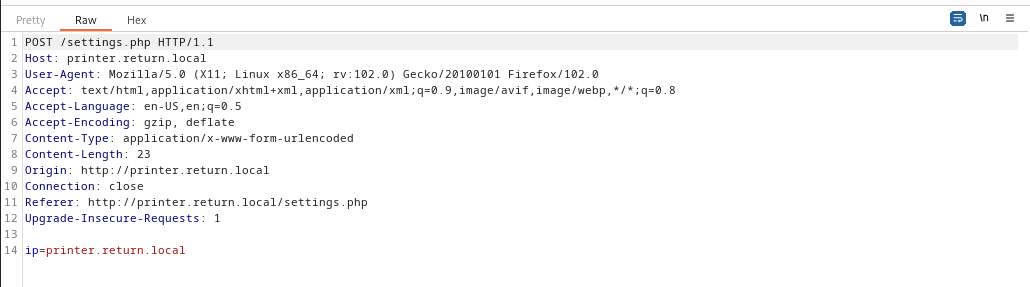 Pretty Raw Hex \n
1 POST /settings.php HTTP/1.1
2 Host: printer.return.local
3 User-Agent: Mozilla/5.0 (X11; Linux x86_64; rv:102.0) Gecko/20100101 Firefox/102.0
4 Accept: text/html,application/xhtml+xml,application/xml;q=0.9,image/avif,image/webp,*/*;q=0.8
5 Accept-Language: en-US,en;q=0.5
6 Accept-Encoding: gzip, deflate
7 Content-Type: application/x-www-form-urlencoded
8 Content-Length: 23
9 Origin: http://printer.return.local
10 Connection: close
11 Referer: http://printer.return.local/settings.php
12 Upgrade-Insecure-Requests: 1
13
14 ip=printer.return.local